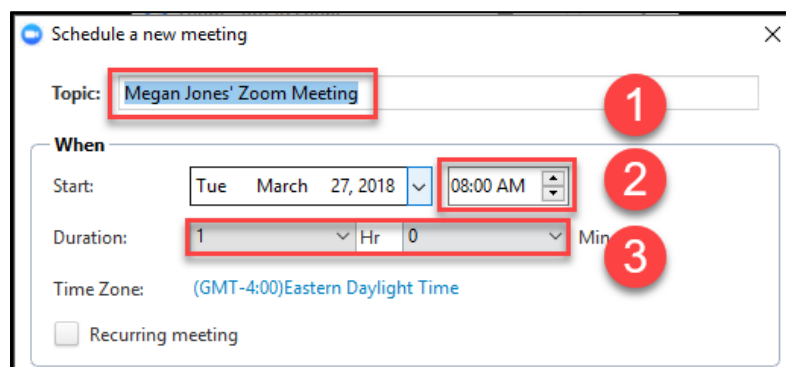 Schedule a new meeting
Topic: Megan Jones' Zoom Meeting
1
When
Start: Tue March 27, 2018 08:00 AM
2
Duration: 1 Hr 0 Min
3
Time Zone: (GMT-4:00)Eastern Daylight Time
Recurring meeting